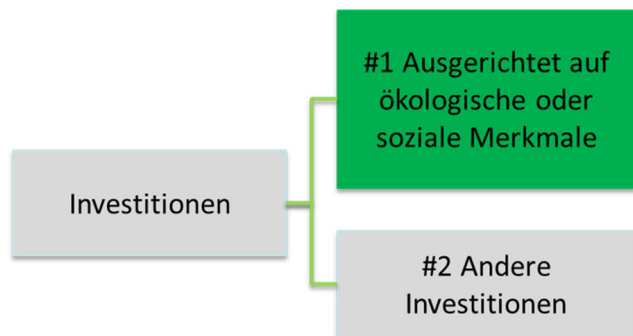 #1 Ausgerichtet auf
ökologische oder
soziale Merkmale
Investitionen
#2 Andere
Investitionen